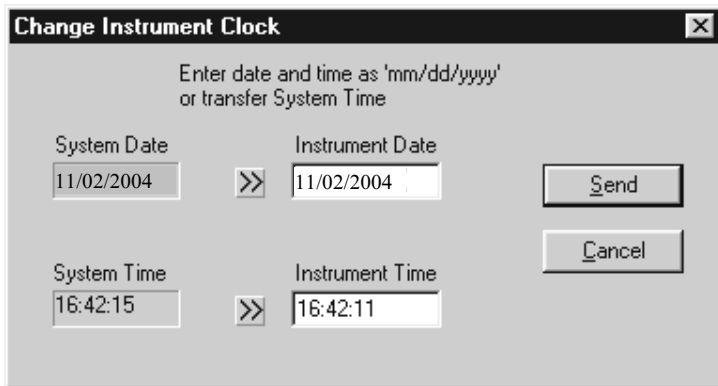 Change Instrument Clock
Enter date and time as 'mm/dd/yyyy'
or transfer System Time
System Date
Instrument Date
11/02/2004
>>
11/02/2004
Send
Cancel
System Time
Instrument Time
16:42:15
>>
16:42:11